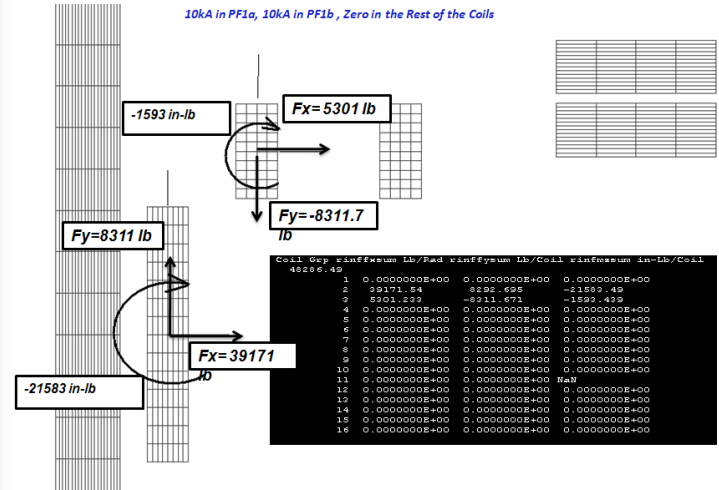 10kA in PF1a, 10kA in PF1b , Zero in the Rest of the Coils
-1593 in-lb
Fx= 5301 lb
Fy= -8311.7
lb
Fy=8311 lb
Fx= 39171
lb
-21583 in-lb
Coil Grp rinffxsum Lb/Rad rinffysum Lb/Coil rinfmssum in-Lb/Coil
48286.49
1 0.0000000E+00 0.0000000E+00 0.0000000E+00
2 39171.54 8292.695 -21583.49
3 5301.233 -8311.671 -1593.439
4 0.0000000E+00 0.0000000E+00 0.0000000E+00
5 0.0000000E+00 0.0000000E+00 0.0000000E+00
6 0.0000000E+00 0.0000000E+00 0.0000000E+00
7 0.0000000E+00 0.0000000E+00 0.0000000E+00
8 0.0000000E+00 0.0000000E+00 0.0000000E+00
9 0.0000000E+00 0.0000000E+00 0.0000000E+00
10 0.0000000E+00 0.0000000E+00 0.0000000E+00
11 0.0000000E+00 0.0000000E+00 NaN
12 0.0000000E+00 0.0000000E+00 0.0000000E+00
13 0.0000000E+00 0.0000000E+00 0.0000000E+00
14 0.0000000E+00 0.0000000E+00 0.0000000E+00
15 0.0000000E+00 0.0000000E+00 0.0000000E+00
16 0.0000000E+00 0.0000000E+00 0.0000000E+00